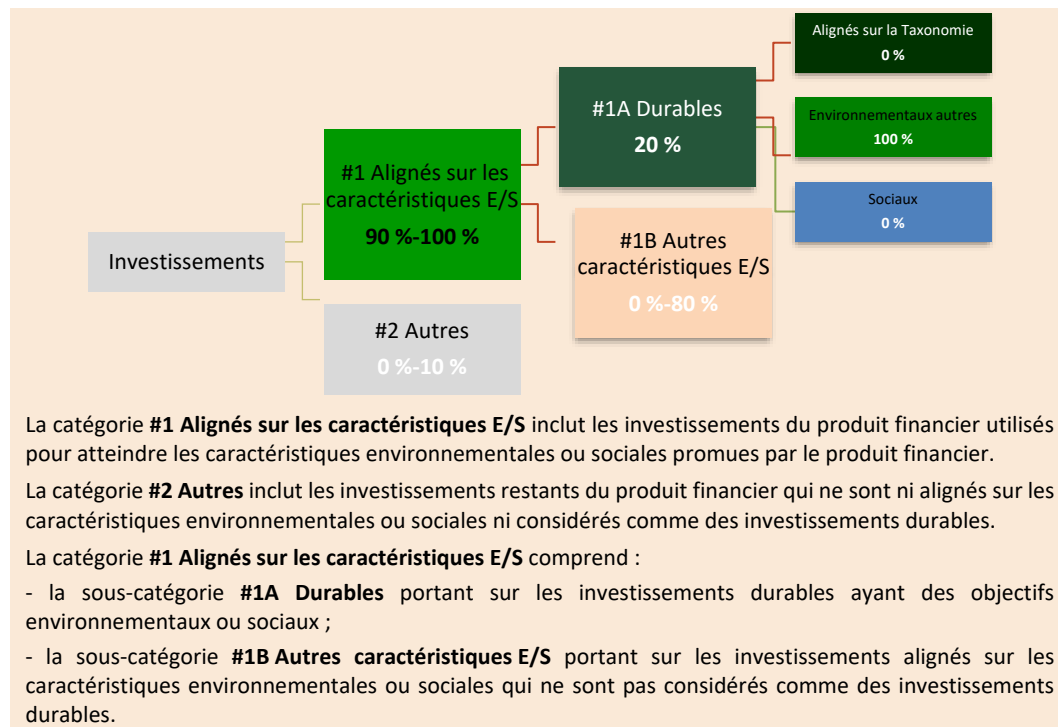 Investissements
#1 Alignés sur les
caractéristiques E/S
90 %-100 %
#2 Autres
0 %-10 %
#1A Durables
20 %
#1B Autres
caractéristiques E/S
0 %-80 %
Alignés sur la Taxonomie
0 %
Environnementaux autres
100 %
Sociaux
0 %
La catégorie #1 Alignés sur les caractéristiques E/S inclut les investissements du produit financier utilisés
pour atteindre les caractéristiques environnementales ou sociales promues par le produit financier.
La catégorie #2 Autres inclut les investissements restants du produit financier qui ne sont ni alignés sur les
caractéristiques environnementales ou sociales ni considérés comme des investissements durables.
La catégorie #1 Alignés sur les caractéristiques E/S comprend :
- la sous-catégorie #1A Durables portant sur les investissements durables ayant des objectifs
environnementaux ou sociaux ;
- la sous-catégorie #1B Autres caractéristiques E/S portant sur les investissements alignés sur les
caractéristiques environnementales ou sociales qui ne sont pas considérés comme des investissements
durables.